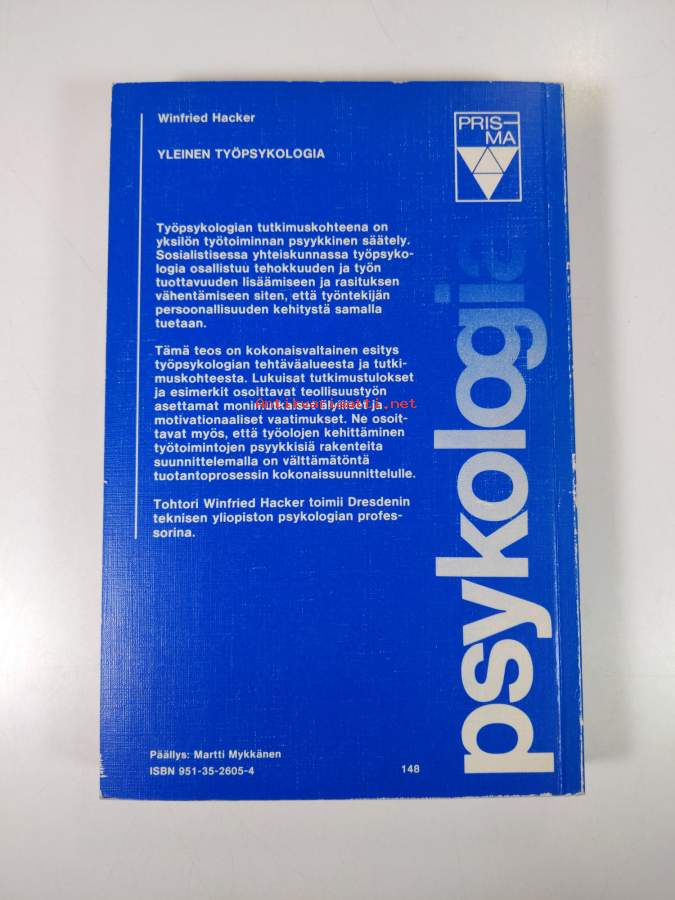 Winfried Hacker
YLEINEN TYÖPSYKOLOGIA
PRIS-
MA
Työpsykologian tutkimuskohteena on
yksilön työtoiminnan psyykkinen säätely.
Sosialistisessa yhteiskunnassa työpsyko-
logia osallistuu tehokkuuden ja työn
tuottavuuden lisäämiseen ja rasituksen
vähentämiseen siten, että työntekijän
persoonallisuuden kehitystä samalla
tuetaan.
Tämä teos on kokonaisvaltainen esitys
työpsykologian tehtäväalueesta ja tutki-
muskohteesta. Lukuisat tutkimustulokset
ja esimerkit osoittavat teollisuustyön
asettamat monimutkaiset älylliset ja
motivationaaliset vaatimukset. Ne osoit-
tavat myös, että työolojen kehittäminen
työtoimintojen psyykkisiä rakenteita
suunnittelemalla on välttämätöntä
tuotantoprosessin kokonaissuunnittelulle.
Tohtori Winfried Hacker toimii Dresdenin
teknisen yliopiston psykologian profes-
sorina.
psykologia
Päällys: Martti Mykkänen
ISBN 951-35-2605-4
148